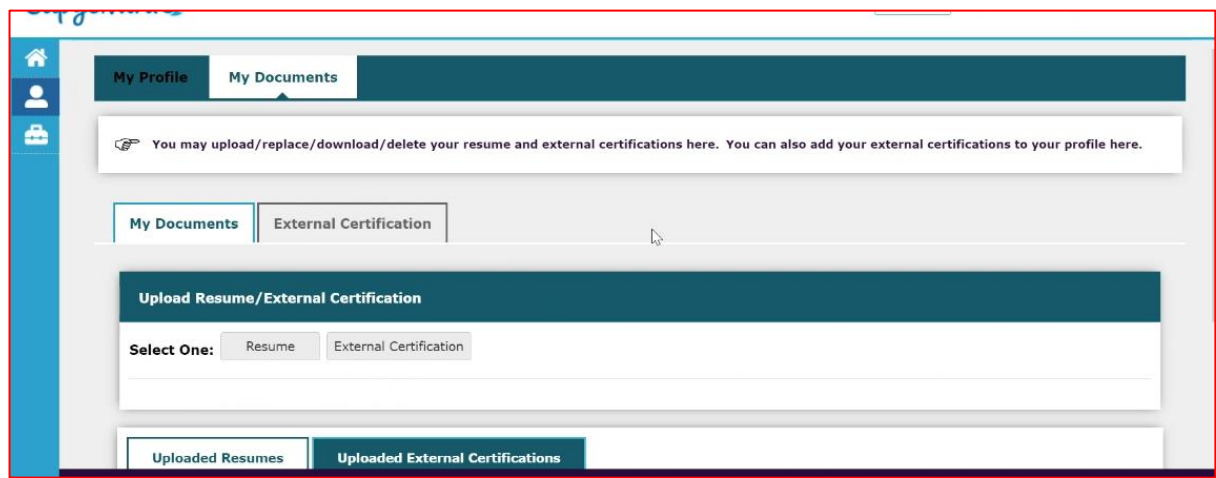 My Profile My Documents
You may upload/replace/download/delete your resume and external certifications here. You can also add your external certifications to your profile here.
My Documents External Certification
Upload Resume/External Certification
Select One: Resume External Certification
Uploaded Resumes Uploaded External Certifications